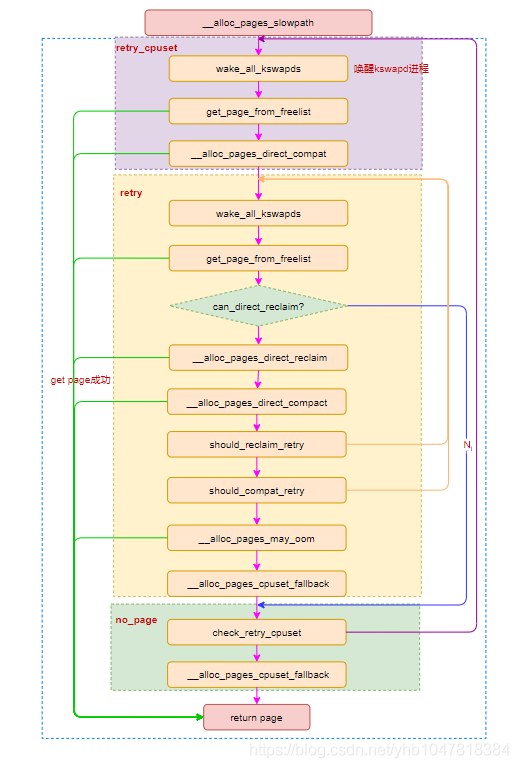 __alloc_pages_slowpath
retry_cpuset
wake_all_kswapds
唤醒kswapd进程
get_page_from_freelist
__alloc_pages_direct_compat
retry
wake_all_kswapds
get_page_from_freelist
can_direct_reclaim?
__alloc_pages_direct_reclaim
get page成功
__alloc_pages_direct_compact
should_reclaim_retry
N
should_compat_retry
__alloc_pages_may_oom
__alloc_pages_cpuset_fallback
no_page
check_retry_cpuset
__alloc_pages_cpuset_fallback
return page
https://blog.csdn.net/yhb1047818384